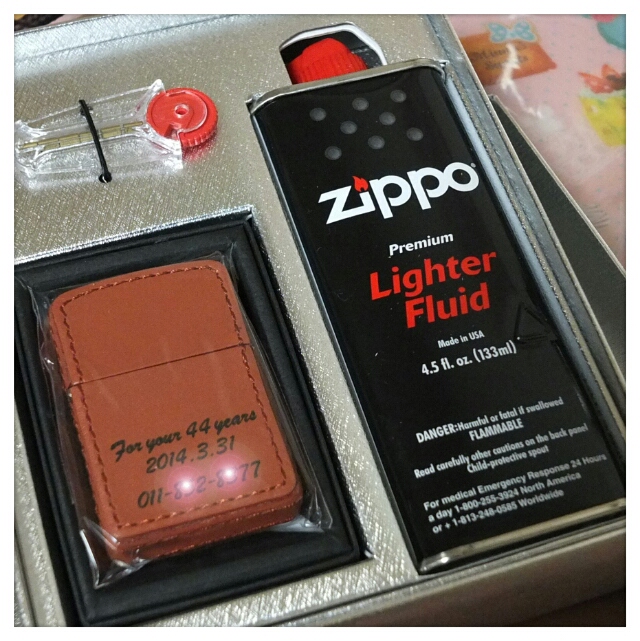 zippo
Premium
Lighter
Fluid
Made in USA
4.5 fl. oz. (133ml)
DANGER:Harmful or fatal if swallowed
FLAMMABLE
Read carefully other cautions on the back panel
Child-protective spout
For medical Emergency Response 24 Hours
a day 1-800-255-3924 North America
or + 1-813-248-0585 Worldwide
For your 44 years
2014.3.31